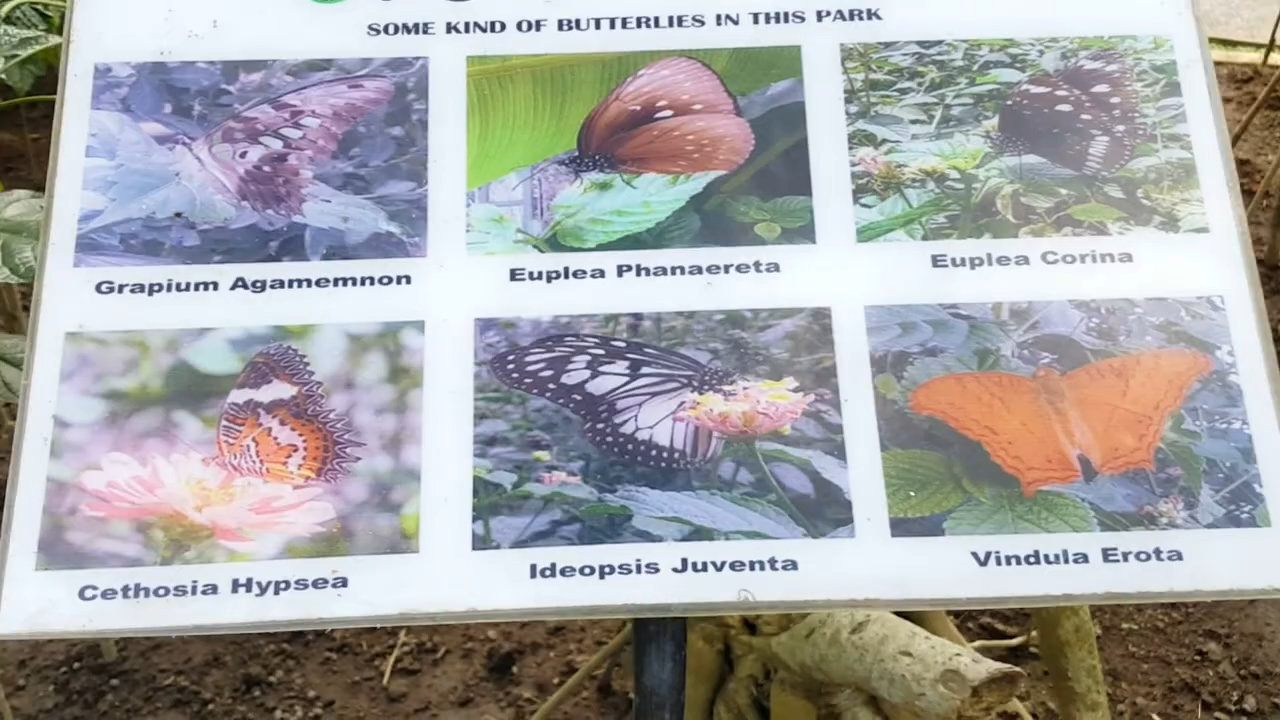 SOME KIND OF BUTTERLIES IN THIS PARK
Grapium Agamemnon
Euplea Phanaereta
Euplea Corina
Cethosia Hypsea
Ideopsis Juventa
Vindula Erota